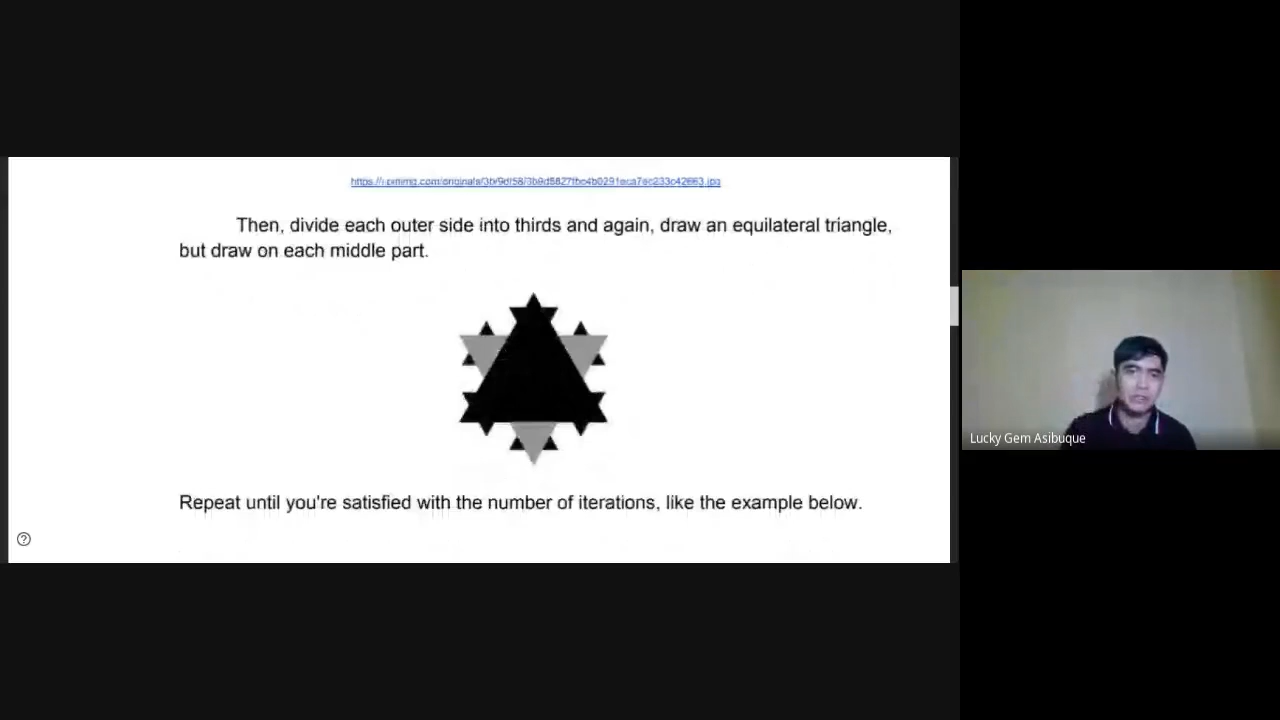 Then, divide each outer side into thirds and again, draw an equilateral triangle,
but draw on each middle part.
Repeat until you're satisfied with the number of iterations, like the example below.
Lucky Gem Asibuque